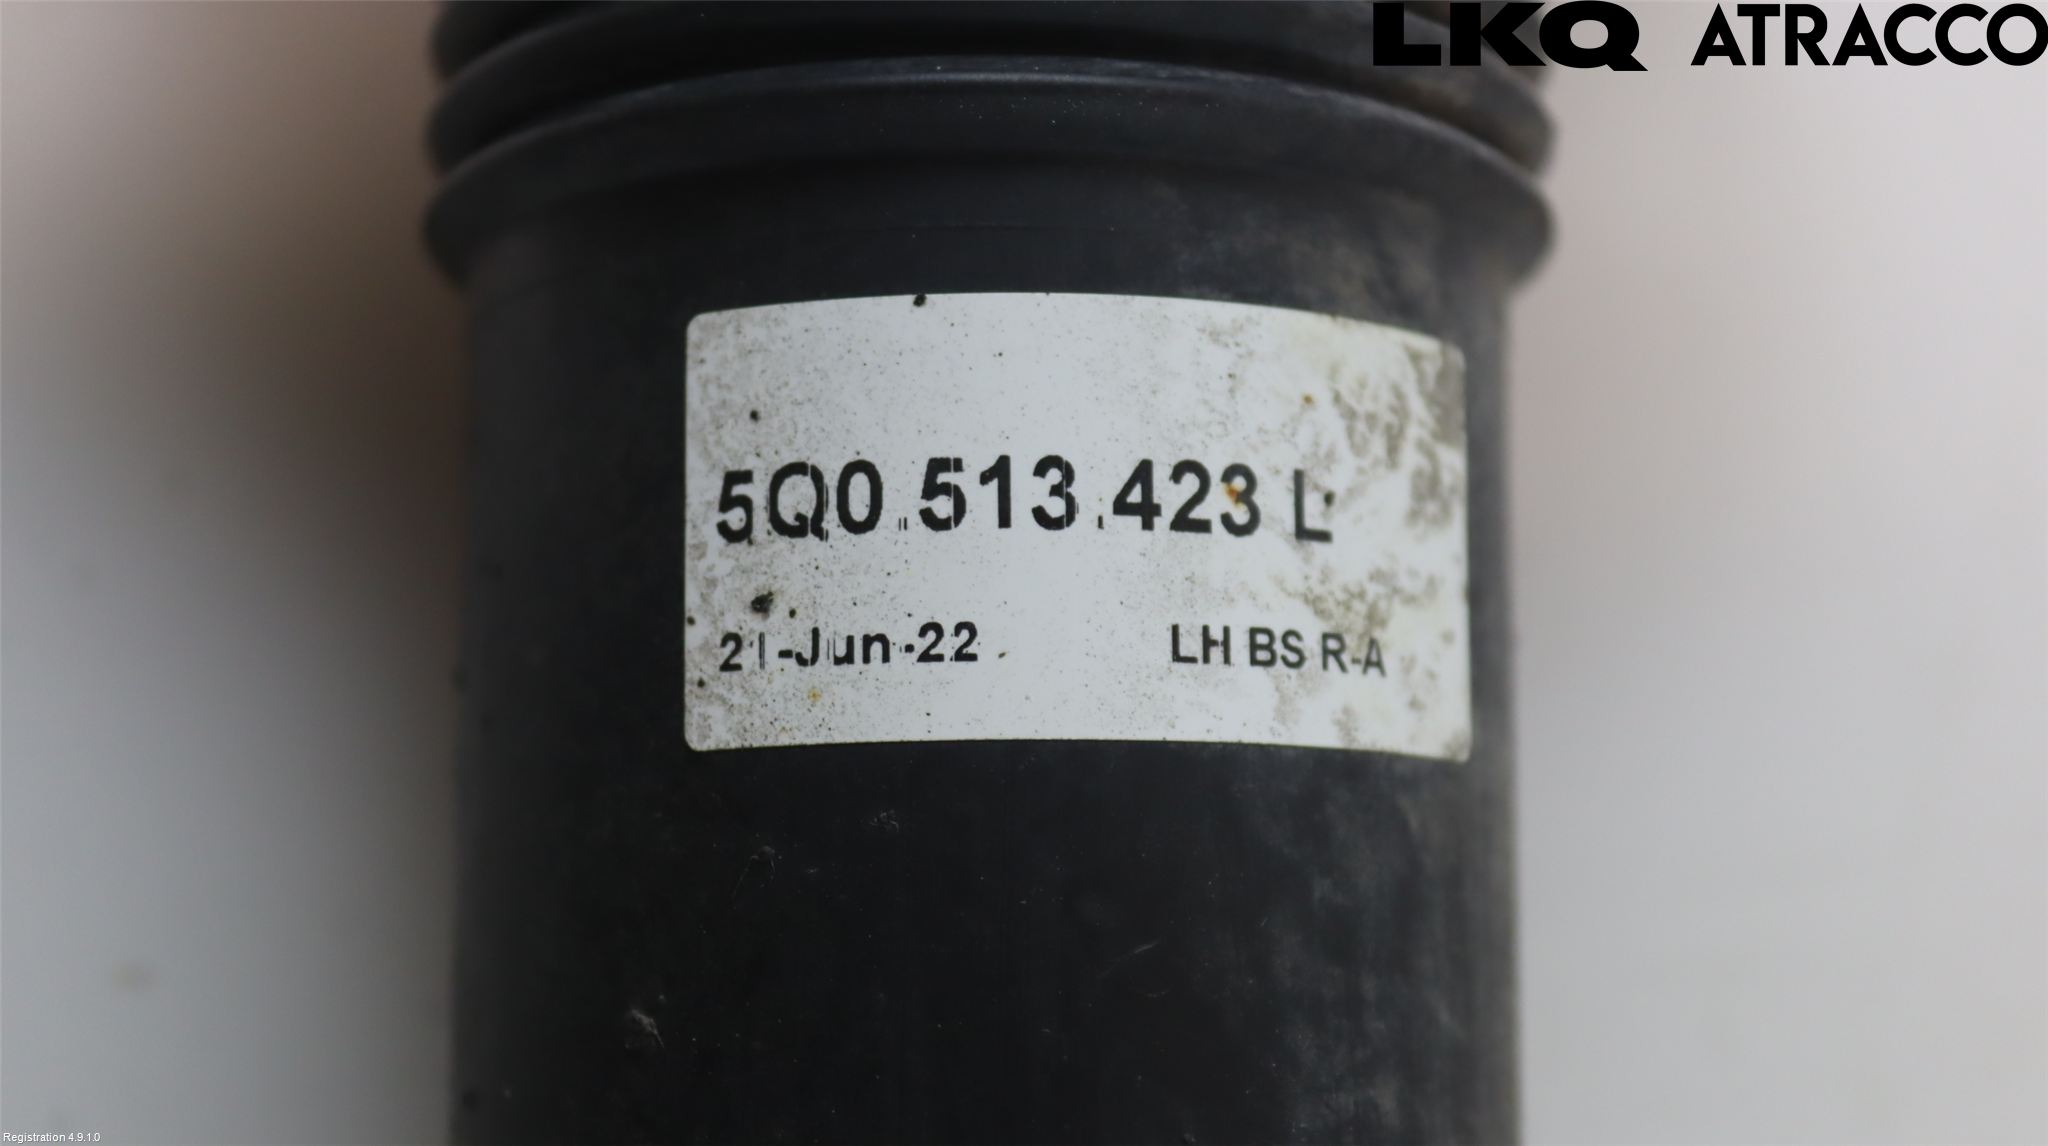 LKQ ATRACCO
5Q0.513.423 L
21-Jun-22 LH BS R-A
Registration 4.9.1.0